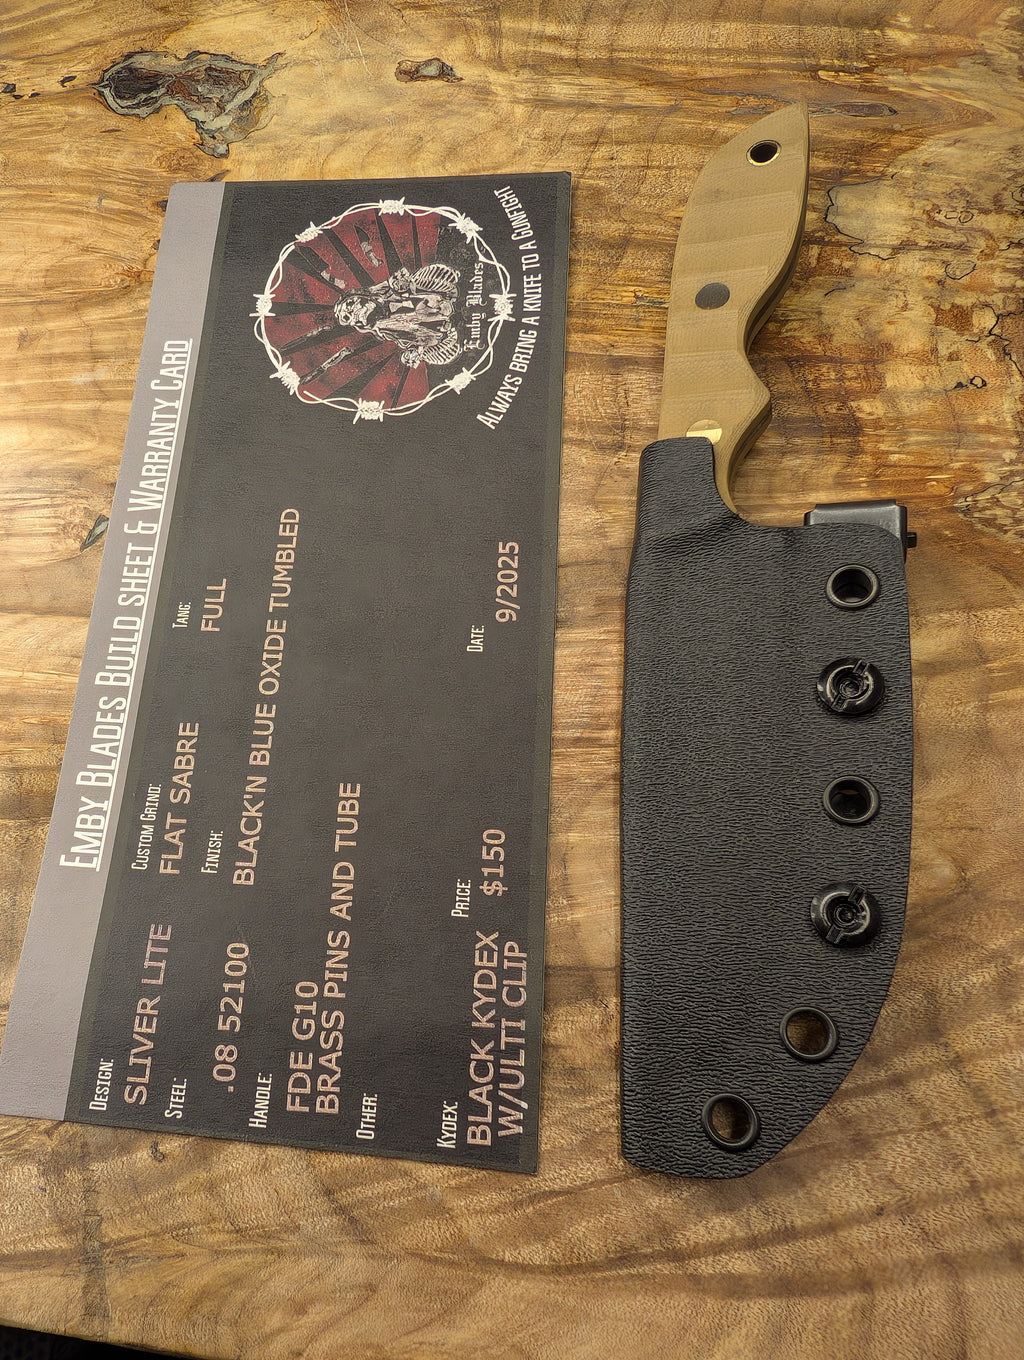 EMBY BLADES BUILD SHEET & WARRANTY CARD
Emby Blades
ALWAYS BRING A KNIFE TO A GUNFIGHT
DESIGN:
SLIVER LITE
CUSTOM GRIND:
FLAT SABRE
TANG:
FULL
STEEL:
.08 52100
FINISH:
BLACK'N BLUE OXIDE TUMBLED
HANDLE:
FDE G10
BRASS PINS AND TUBE
OTHER:
KYDEX:
BLACK KYDEX
W/ULTI CLIP
PRICE:
$150
DATE:
9/2025